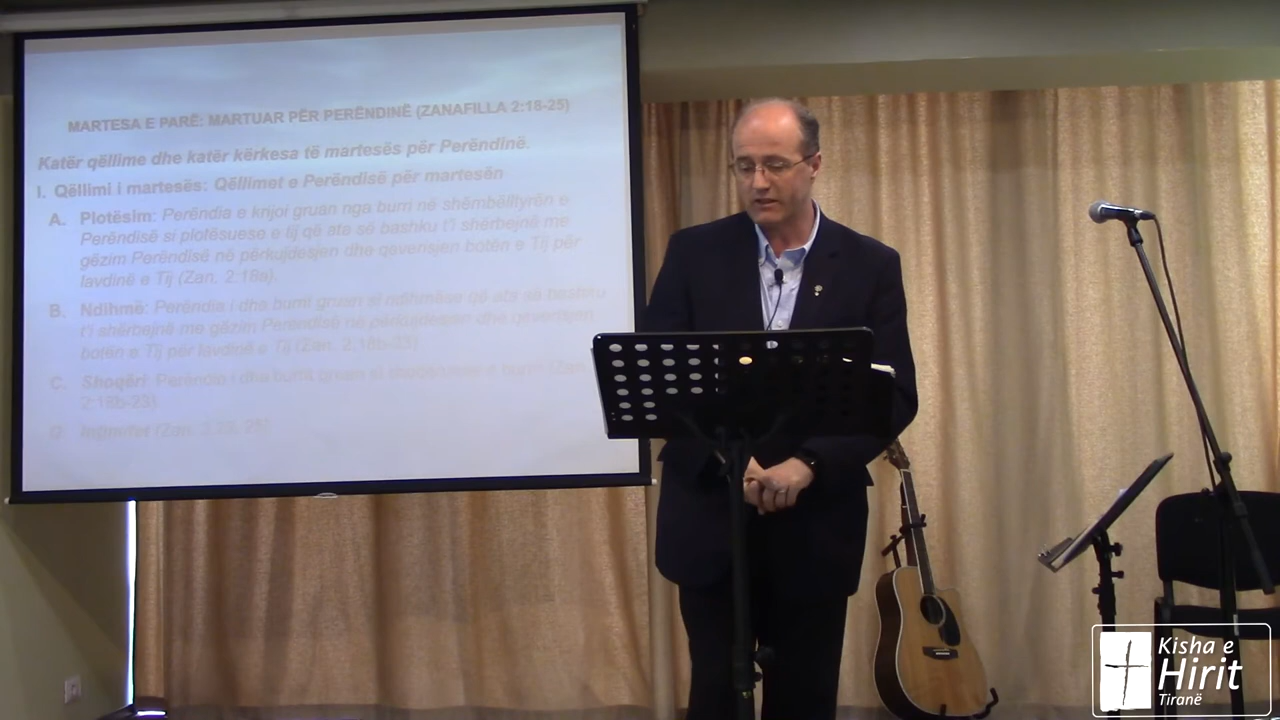 MARTESA E PARË: MARTUAR PËR PERËNDINË (ZANAFILLA 2:18-25)
Katër qëllime dhe katër kërkesa të martesës për Perëndinë.
I. Qëllimi i martesës: Qëllimet e Perëndisë për martesën
A. Plotësim: Perëndia e krijoi gruan nga burri në shëmbëlltyrën e
Perëndisë si plotësuese e tij që ata së bashku t'i shërbejnë me
gëzim Perëndisë në përkujdesjen dhe qeverisjen botën e Tij për
lavdinë e Tij (Zan. 2:18a).
B. Ndihmë: Perëndia i dha burrit gruan si ndihmëse që ata së bashku
t'i shërbejnë me gëzim Perëndisë në përkujdesjen dhe qeverisjen
botën e Tij për lavdinë e Tij (Zan. 2:18b-23)
C. Shoqëri: Perëndia i dha burrit gruan si
2:18b-23)
D.
Kisha e
Hirit
Tiranë